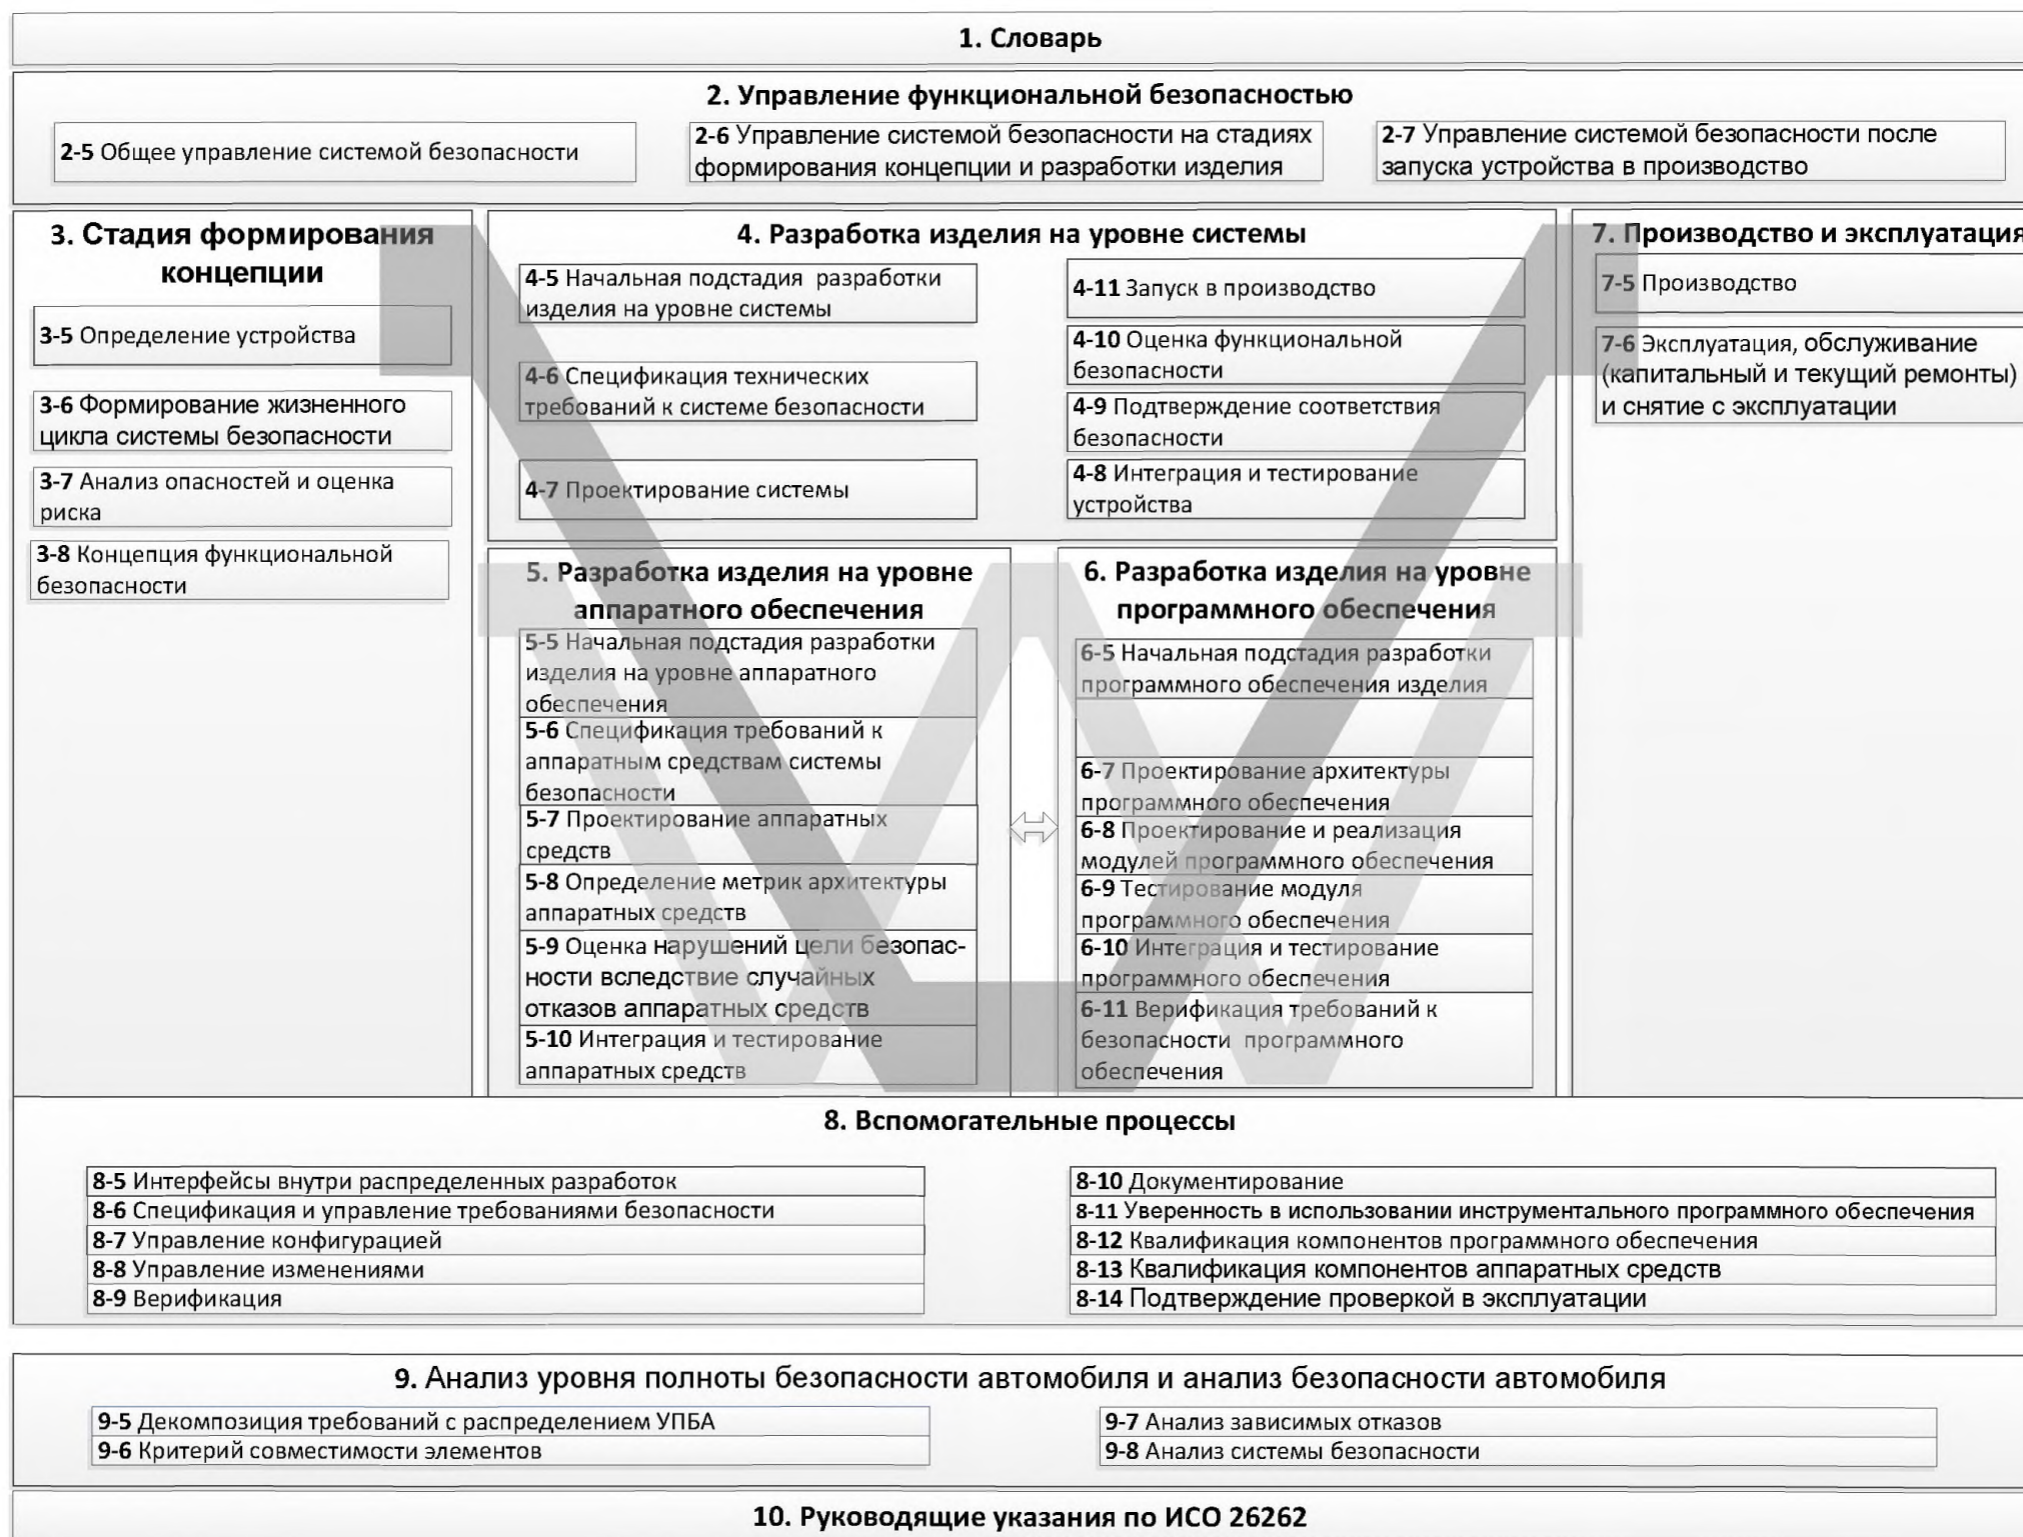 1. Словарь
2. Управление функциональной безопасностью
2-5 Общее управление системой безопасности
2-6 Управление системой безопасности на стадиях
формирования концепции и разработки изделия
2-7 Управление системой безопасности после
запуска устройства в производство
3. Стадия формирования
концепции
3-5 Определение устройства
3-6 Формирование жизненного
цикла системы безопасности
3-7 Анализ опасностей и оценка
риска
3-8 Концепция функциональной
безопасности
4. Разработка изделия на уровне системы
4-5 Начальная подстадия разработки
изделия на уровне системы
4-6 Спецификация технических
требований к системе безопасности
4-7 Проектирование системы
4-11 Запуск в производство
4-10 Оценка функциональной
безопасности
4-9 Подтверждение соответствия
безопасности
4-8 Интеграция и тестирование
устройства
7. Производство и эксплуатация
7-5 Производство
7-6 Эксплуатация, обслуживание
(капитальный и текущий ремонты)
и снятие с эксплуатации
5. Разработка изделия на уровне
аппаратного обеспечения
5-5 Начальная подстадия разработки
изделия на уровне аппаратного
обеспечения
5-6 Спецификация требований к
аппаратным средствам системы
безопасности
5-7 Проектирование аппаратных
средств
5-8 Определение метрик архитектуры
аппаратных средств
5-9 Оценка нарушений цели безопас-
ности вследствие случайных
отказов аппаратных средств
5-10 Интеграция и тестирование
аппаратных средств
6. Разработка изделия на уровне
программного обеспечения
6-5 Начальная подстадия разработки
программного обеспечения изделия
6-7 Проектирование архитектуры
программного обеспечения
6-8 Проектирование и реализация
модулей программного обеспечения
6-9 Тестирование модуля
программного обеспечения
6-10 Интеграция и тестирование
программного обеспечения
6-11 Верификация требований к
безопасности программного
обеспечения
8. Вспомогательные процессы
8-5 Интерфейсы внутри распределенных разработок
8-6 Спецификация и управление требованиями безопасности
8-7 Управление конфигурацией
8-8 Управление изменениями
8-9 Верификация
8-10 Документирование
8-11 Уверенность в использовании инструментального программного обеспечения
8-12 Квалификация компонентов программного обеспечения
8-13 Квалификация компонентов аппаратных средств
8-14 Подтверждение проверкой в эксплуатации
9. Анализ уровня полноты безопасности автомобиля и анализ безопасности автомобиля
9-5 Декомпозиция требований с распределением УПБА
9-6 Критерий совместимости элементов
9-7 Анализ зависимых отказов
9-8 Анализ системы безопасности
10. Руководящие указания по ИСО 26262